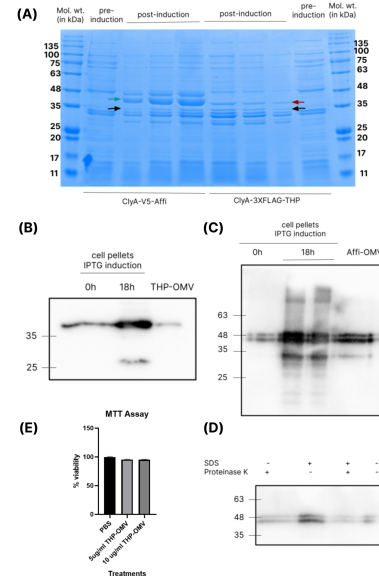 (A)
Mol. wt.
(in kDa)
pre-
induction
post-induction
post-induction
pre-
induction
Mol. wt.
(in kDa)
135
100
75
63
48
35
25
20
17
11
135
100
75
63
48
35
25
20
17
11
ClyA-V5-Affi
ClyA-3XFLAG-THP
(B)
cell pellets
IPTG induction
0h
18h
THP-OMV
35
25
(C)
cell pellets
IPTG induction
0h
18h
Affi-OMV
63
48
35
25
(E)
MTT Assay
% viability
150
100
50
0
PBS
5ug/ml THP-OMV
10 ug/ml THP-OMV
Treatments
(D)
SDS - + + -
Proteinase K + - +
63
48
35